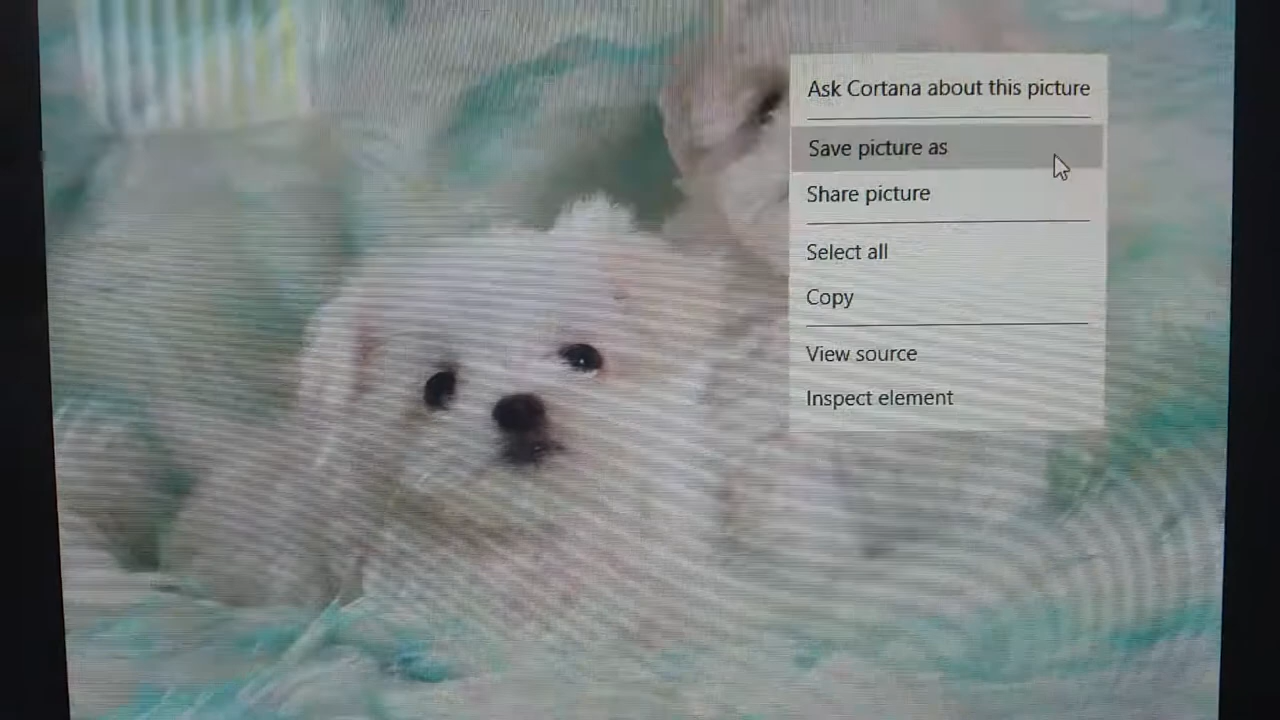 Ask Cortana about this picture
Save picture as
Share picture
Select all
Copy
View source
Inspect element